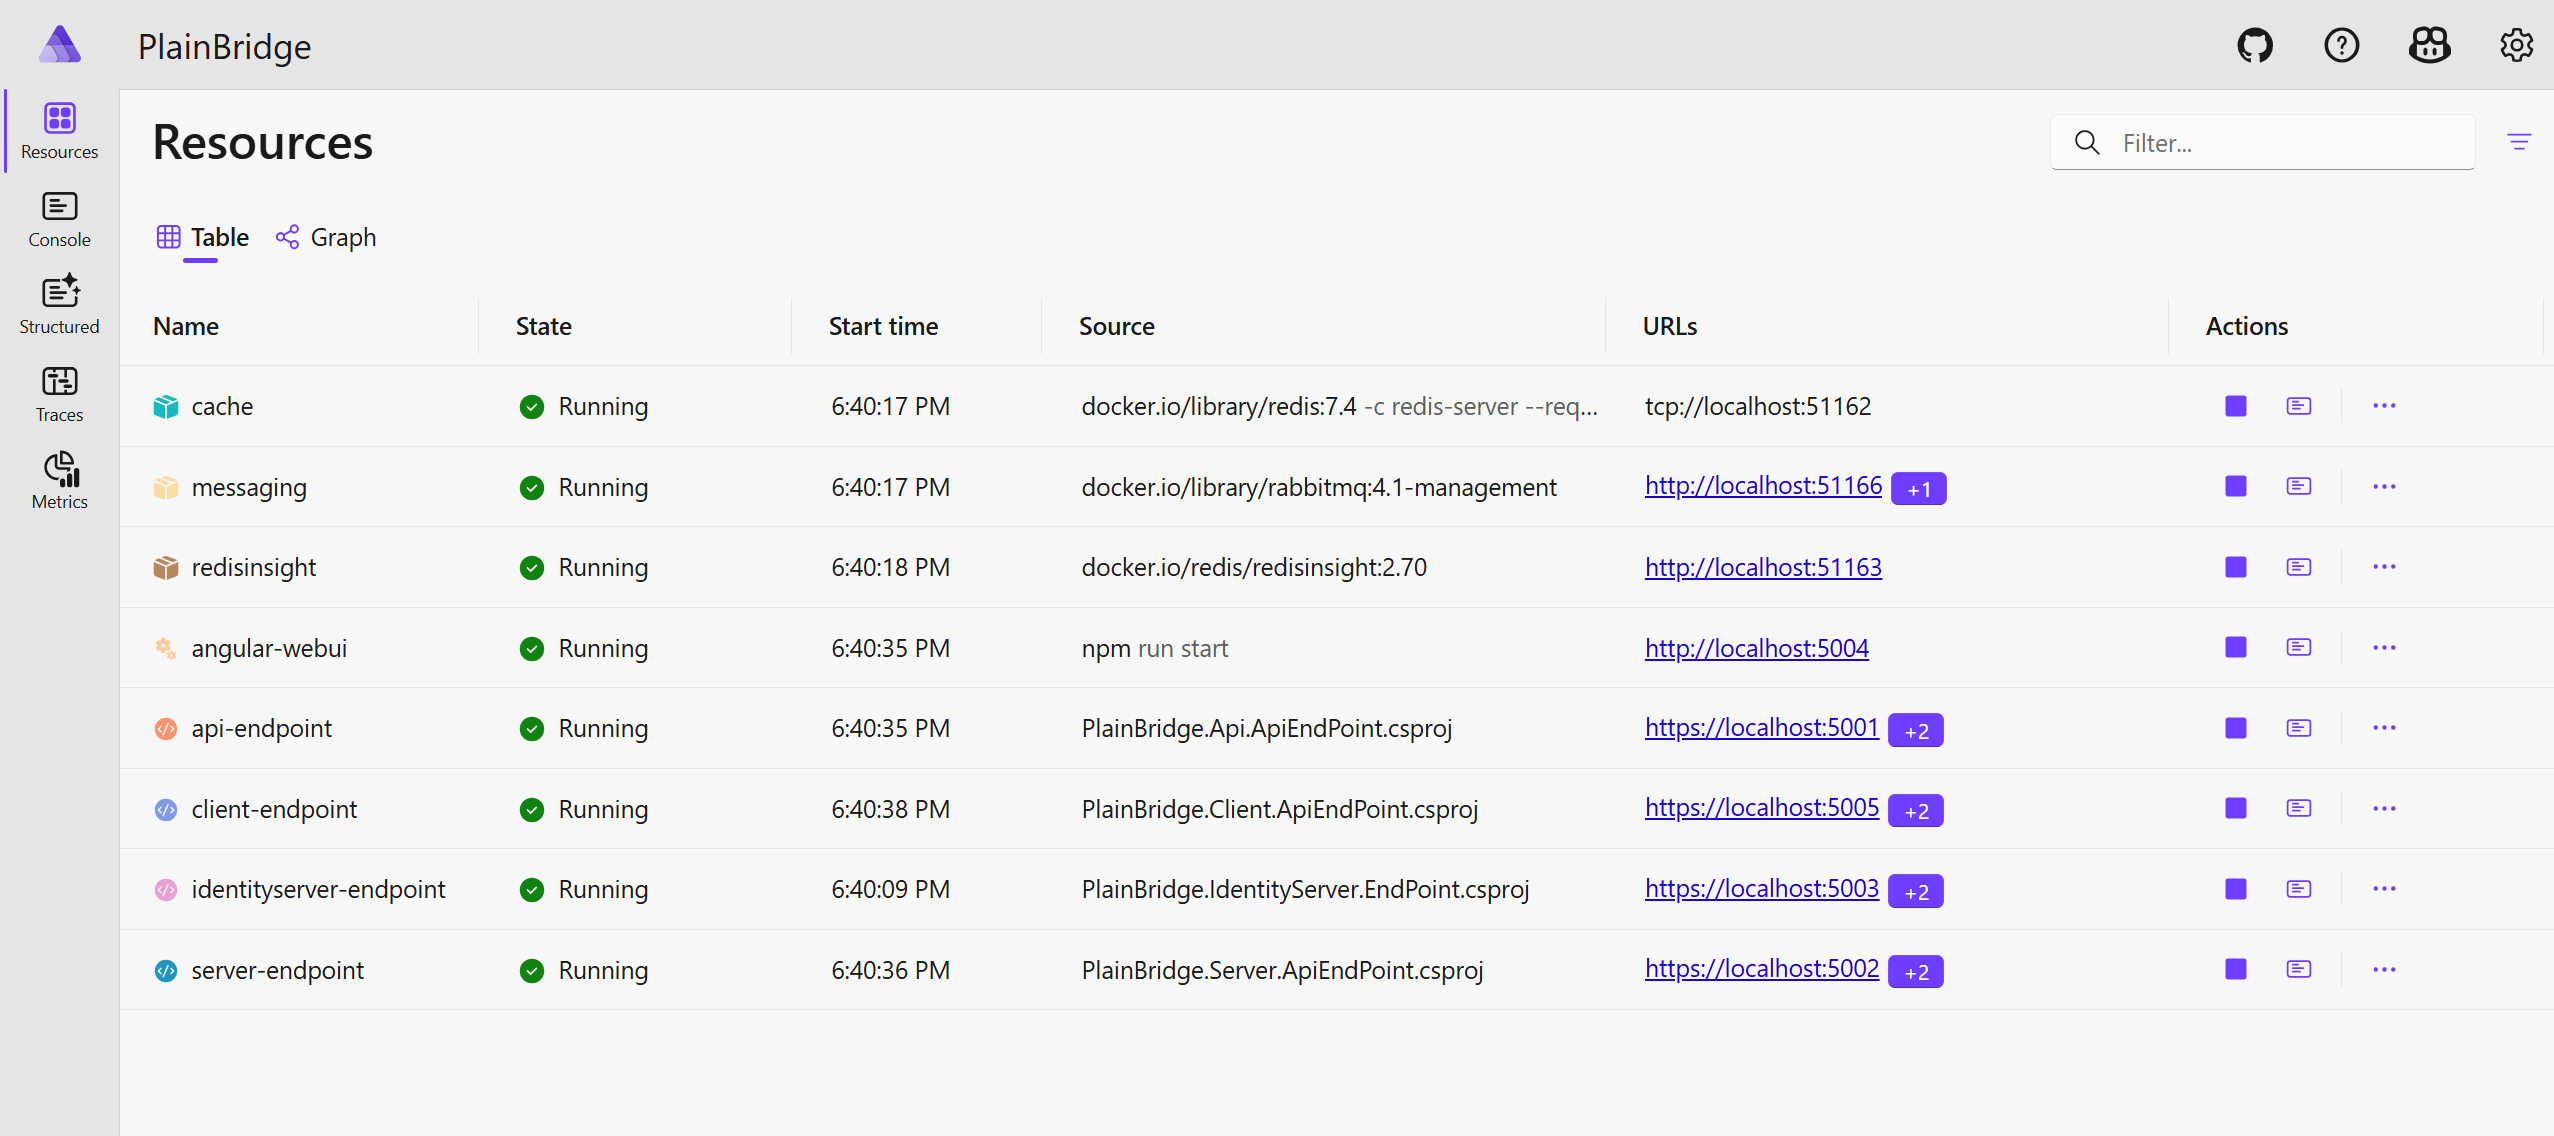 PlainBridge
Resources
Console
Structured
Traces
Metrics
Resources
Filter...
Table Graph
Name State Start time Source URLs Actions
cache Running 6:40:17 PM docker.io/library/redis:7.4 -c redis-server --req... tcp://localhost:51162
messaging Running 6:40:17 PM docker.io/library/rabbitmq:4.1-management http://localhost:51166 +1
redisinsight Running 6:40:18 PM docker.io/redis/redisinsight:2.70 http://localhost:51163
angular-webui Running 6:40:35 PM npm run start http://localhost:5004
api-endpoint Running 6:40:35 PM PlainBridge.Api.ApiEndPoint.csproj https://localhost:5001 +2
client-endpoint Running 6:40:38 PM PlainBridge.Client.ApiEndPoint.csproj https://localhost:5005 +2
identityserver-endpoint Running 6:40:09 PM PlainBridge.IdentityServer.EndPoint.csproj https://localhost:5003 +2
server-endpoint Running 6:40:36 PM PlainBridge.Server.ApiEndPoint.csproj https://localhost:5002 +2